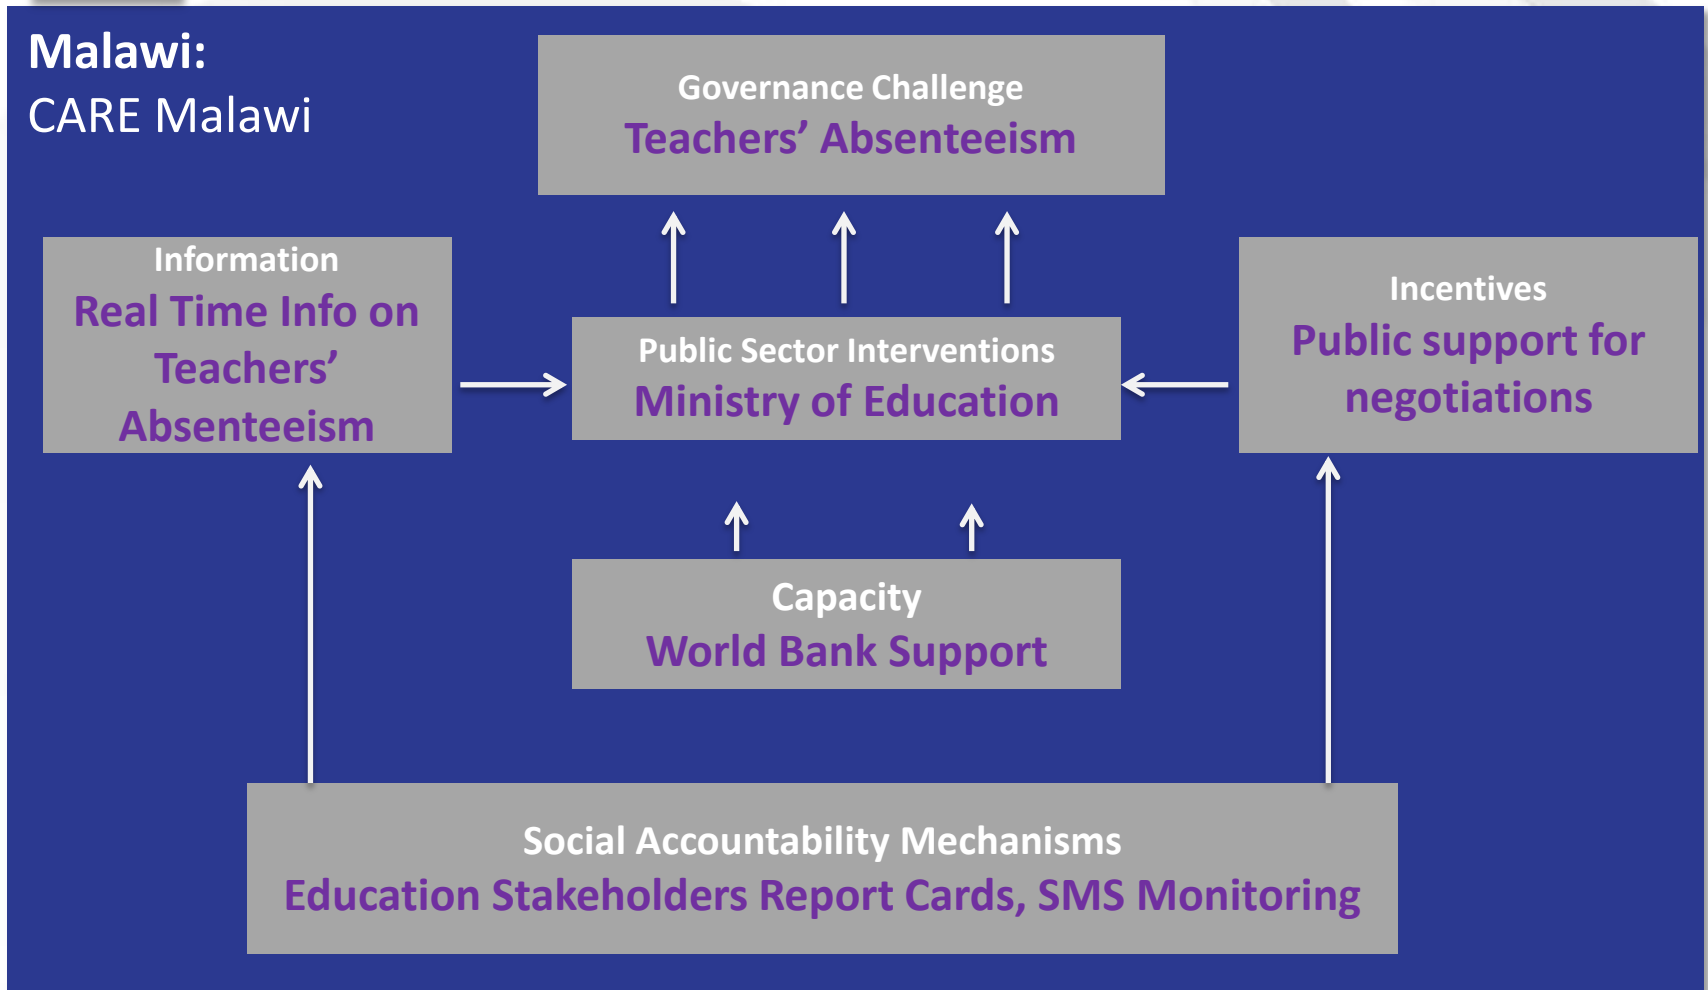 Malawi:
CARE Malawi
Governance Challenge
Teachers’ Absenteeism
Information
Real Time Info on
Teachers’
Absenteeism
Public Sector Interventions
Ministry of Education
Incentives
Public support for
negotiations
Capacity
World Bank Support
Social Accountability Mechanisms
Education Stakeholders Report Cards, SMS Monitoring